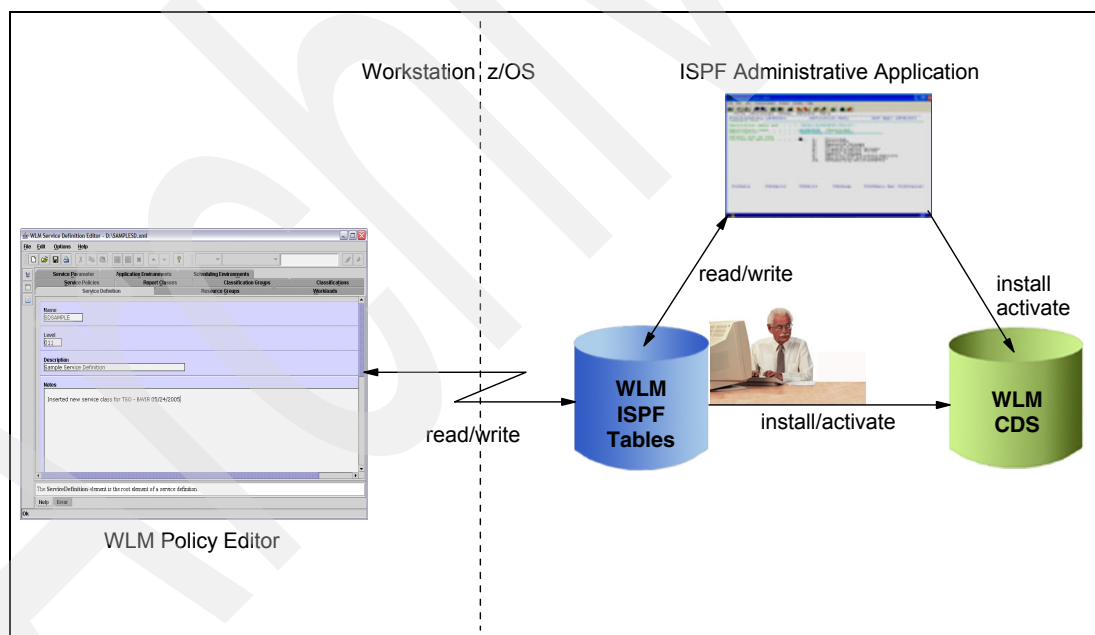 Workstation z/OS
ISPF Administrative Application
WLM Service Definition Editor - D:\SAMPLESD.xml
File Edit Options Help
Service Parameter Application Environments Scheduling Environments
Service Policies Report Classes Classification Groups Classifications
Service Definition Resource Groups Workloads
Name
SDSAMPLE
Level
011
Description
Sample Service Definition
Notes
Inserted new service class for TSO - BWIR 05/24/2005
The ServiceDefinition element is the root element of a service definition.
Help Error
Ok
WLM Policy Editor
read/write
read/write
install
activate
WLM
ISPF
Tables
install/activate
WLM
CDS